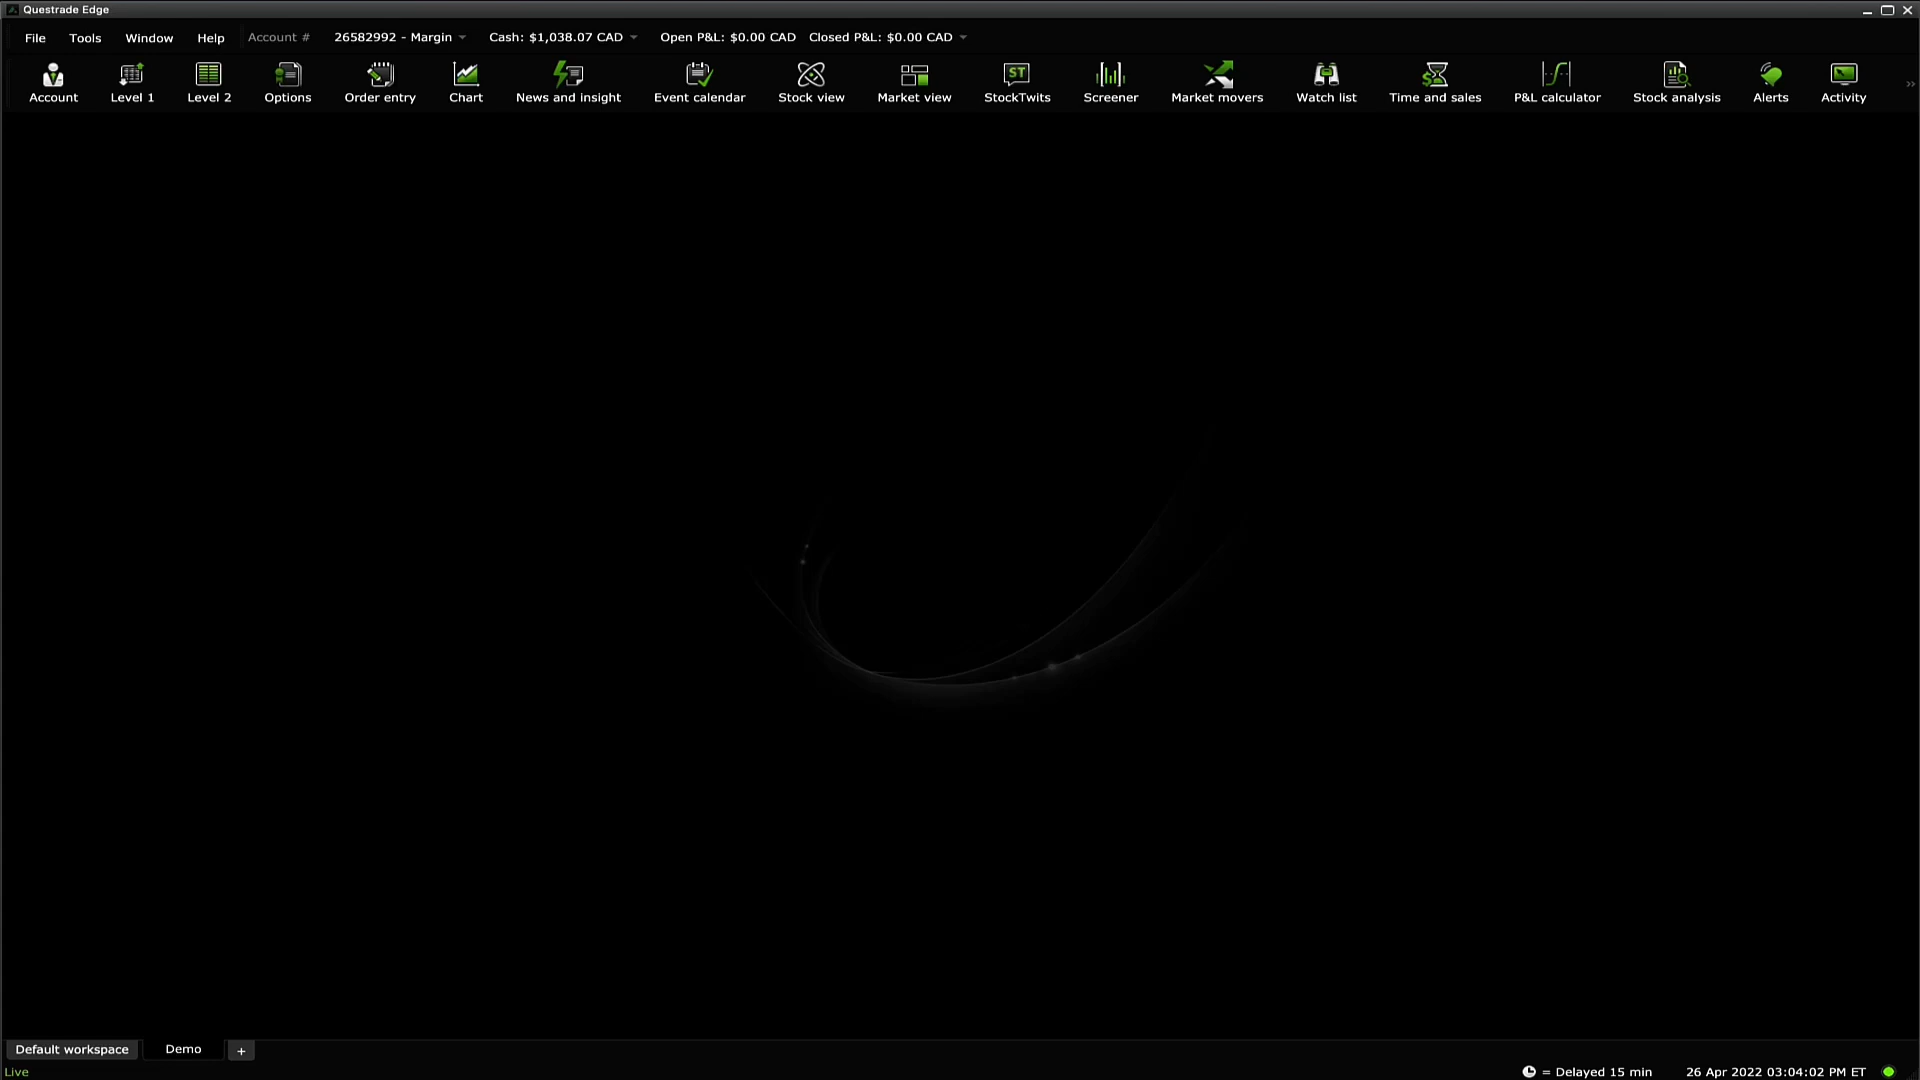 Questrade Edge
File Tools Window Help Account # 26582992 - Margin Cash: $1,038.07 CAD Open P&L: $0.00 CAD Closed P&L: $0.00 CAD
ST
Account Level 1 Level 2 Options Order entry Chart News and insight Event calendar Stock view Market view StockTwits Screener Market movers Watch list Time and sales P&L calculator Stock analysis Alerts Activity
Default workspace Demo +
Live = Delayed 15 min 26 Apr 2022 03:04:02 PM ET